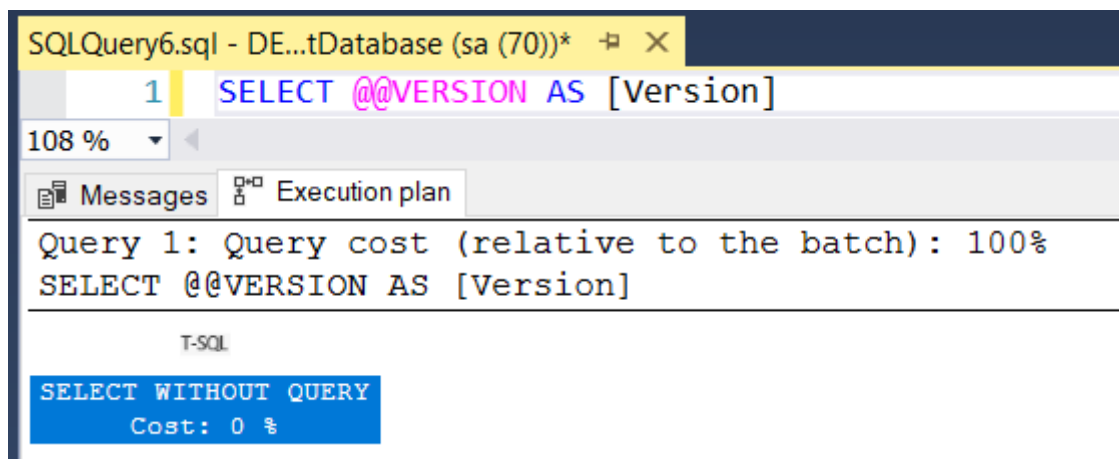 SQLQuery6.sql - DE...tDatabase (sa (70))*
1 SELECT @@VERSION AS [Version]
108 %
Messages Execution plan
Query 1: Query cost (relative to the batch): 100%
SELECT @@VERSION AS [Version]
T-SQL
SELECT WITHOUT QUERY
Cost: 0 %